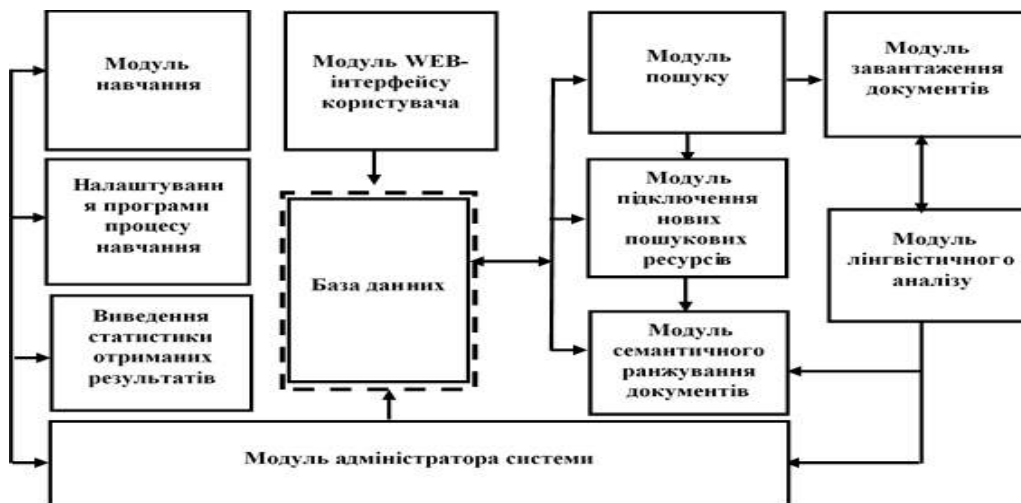 Модуль
навчання
Модуль WEB-
інтерфейсу
користувача
Модуль
пошуку
Модуль
завантаження
документів
Налаштуванн
я програми
процесу
навчання
Модуль
підключення
нових
пошукових
ресурсів
База данних
Модуль
лінгвістичного
аналізу
Виведення
статистики
отриманих
результатів
Модуль
семантичного
ранжування
документів
Модуль адміністратора системи